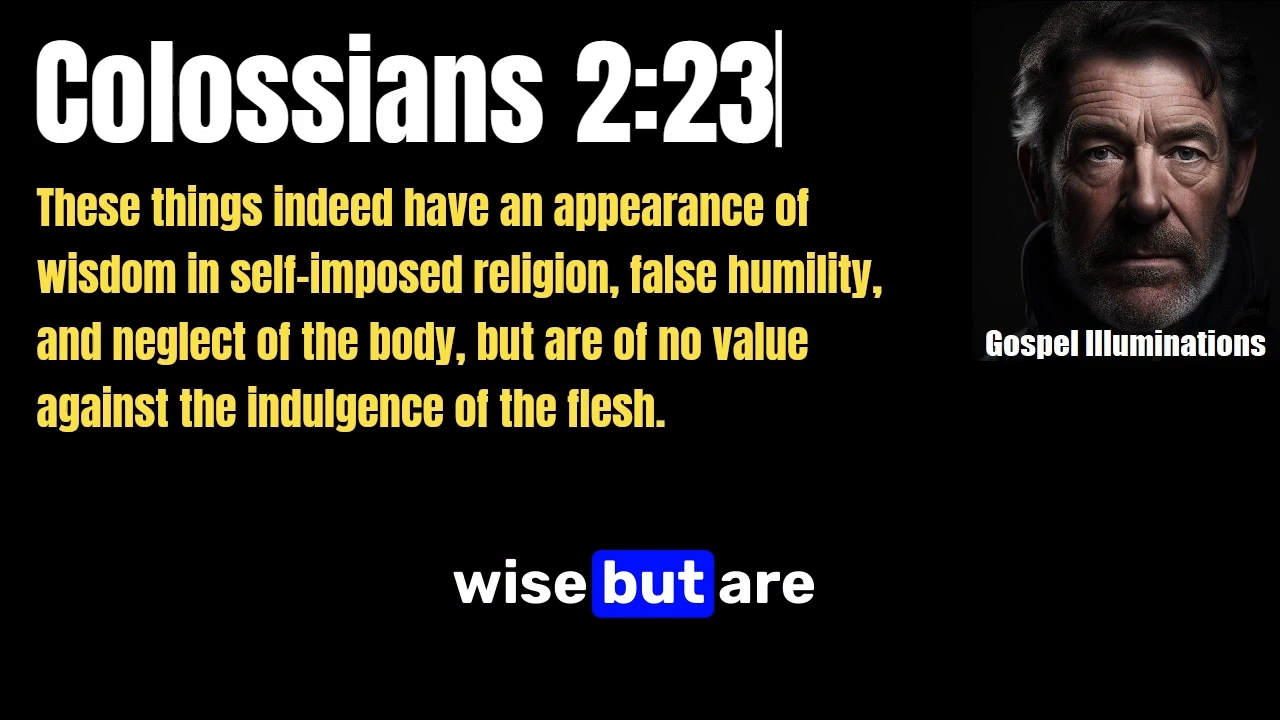 Colossians 2:23
These things indeed have an appearance of
wisdom in self-imposed religion, false humility,
and neglect of the body, but are of no value
against the indulgence of the flesh.
Gospel Illuminations
wise but are